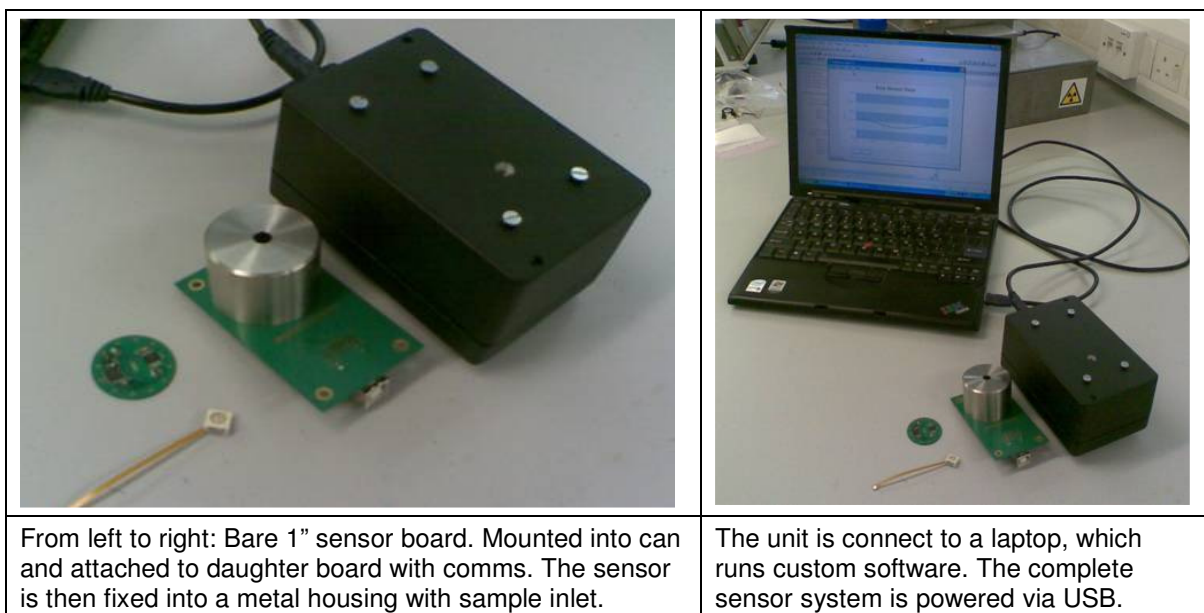 From left to right: Bare 1” sensor board. Mounted into can
and attached to daughter board with comms. The sensor
is then fixed into a metal housing with sample inlet.
The unit is connect to a laptop, which
runs custom software. The complete
sensor system is powered via USB.